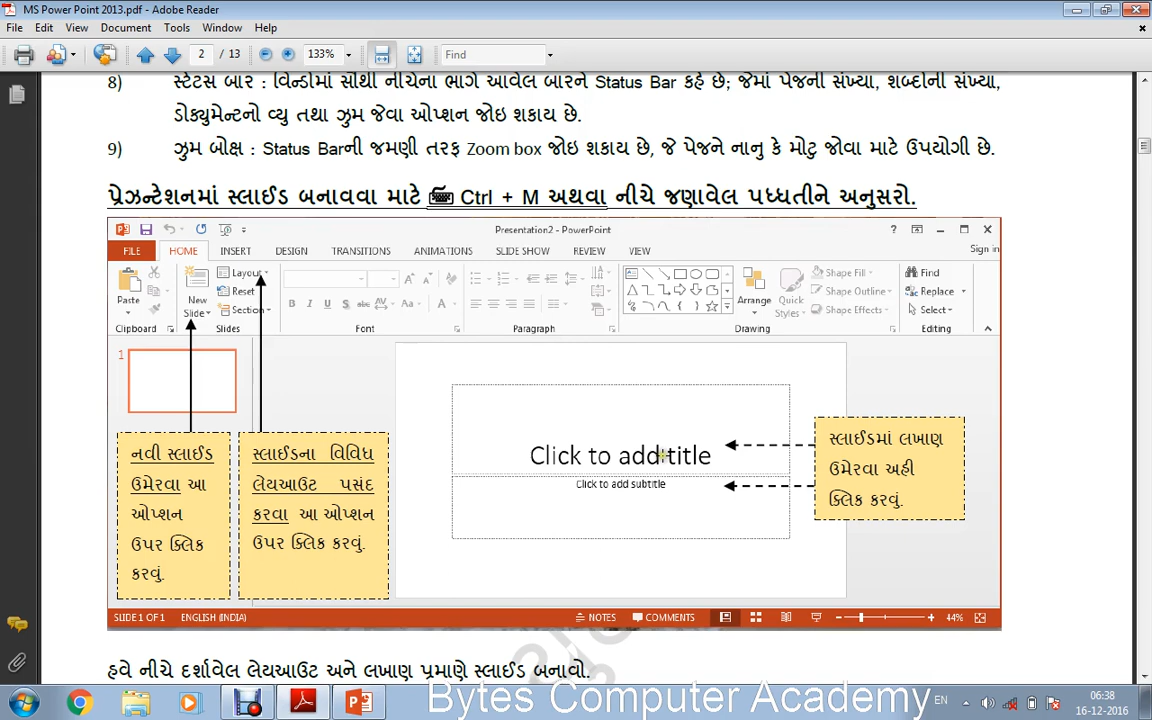 MS Power Point 2013.pdf - Adobe Reader
File Edit View Document Tools Window Help
2 / 13 133% Find
8) સ્ટેટસ બાર : વિન્ડોમાં સૌથી નીચેના ભાગે આવેલ બારને Status Bar કહે છે; જેમાં પેજની સંખ્યા, શબ્દોની સંખ્યા,
ડોક્યુમેન્ટનો વ્યુ તથા ઝુમ જેવા ઓપ્શન જોઇ શકાય છે.
9) ઝુમ બોક્ષ : Status Barની જમણી તરફ Zoom box જોઇ શકાય છે, જે પેજને નાનુ કે મોટુ જોવા માટે ઉપયોગી છે.
પ્રેઝન્ટેશનમાં સ્લાઈડ બનાવવા માટે Ctrl + M અથવા નીચે જણાવેલ પધ્ધતીને અનુસરો.
Presentation2 - PowerPoint
FILE HOME INSERT DESIGN TRANSITIONS ANIMATIONS SLIDE SHOW REVIEW VIEW Sign in
Layout Shape Fill Find
Paste New Slide Reset Arrange Quick Styles Shape Outline Replace
Section Shape Effects Select
Clipboard Slides Font Paragraph Drawing Editing
1
Click to add title
Click to add subtitle
નવી સ્લાઈડ
ઉમેરવા આ
ઓપ્શન
ઉપર ક્લિક
કરવું.
સ્લાઈડના વિવિધ
લેયઆઉટ પસંદ
કરવા આ ઓપ્શન
ઉપર ક્લિક કરવું.
સ્લાઈડમાં લખાણ
ઉમેરવા અહી
ક્લિક કરવું.
SLIDE 1 OF 1 ENGLISH (INDIA) NOTES COMMENTS 44%
હવે નીચે દર્શાવેલ લેયઆઉટ અને લખાણ પ્રમાણે સ્લાઈડ બનાવો.
Bytes Computer Academy
EN 06:38
16-12-2016